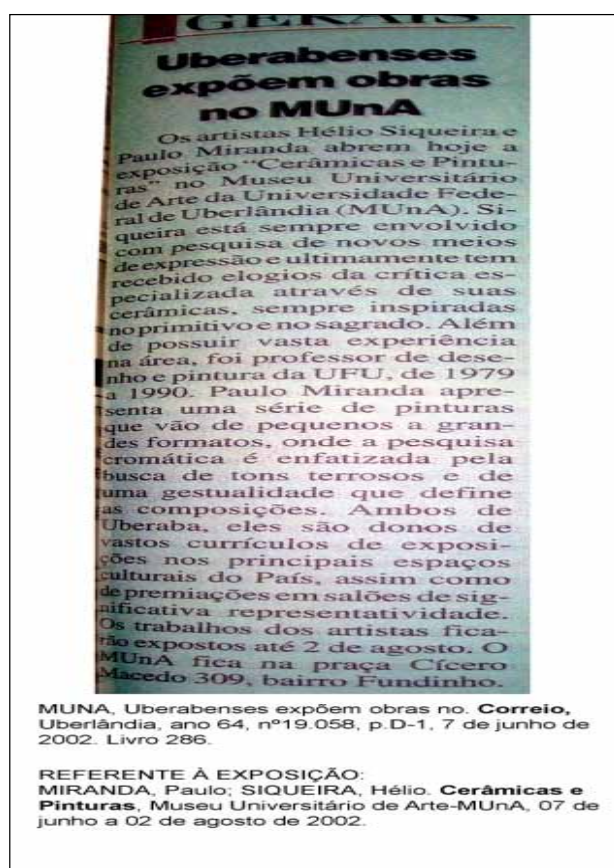 GERAIS
Uberabenses
expõem obras
no MUnA
Os artistas Hélio Siqueira e
Paulo Miranda abrem hoje a
exposição “Cerâmicas e Pintu-
ras” no Museu Universitário
de Arte da Universidade Fede-
ral de Uberlândia (MUnA). Si-
queira está sempre envolvido
com pesquisa de novos meios
de expressão e ultimamente tem
recebido elogios da crítica es-
pecializada através de suas
cerâmicas, sempre inspiradas
no primitivo e no sagrado. Além
de possuir vasta experiência
na área, foi professor de dese-
nho e pintura da UFU, de 1979
a 1990. Paulo Miranda apre-
senta uma série de pinturas
que vão de pequenos a gran-
des formatos, onde a pesquisa
cromática é enfatizada pela
busca de tons terrosos e de
uma gestualidade que define
as composições. Ambos de
Uberaba, eles são donos de
vastos currículos de exposi-
ções nos principais espaços
culturais do País, assim como
de premiações em salões de sig-
nificativa representatividade.
Os trabalhos dos artistas fica-
rão expostos até 2 de agosto. O
MUnA fica na praça Cícero
Macedo 309, bairro Fundinho.
MUNA, Uberabenses expõem obras no. Correio,
Uberlândia, ano 64, nº19.058, p.D-1, 7 de junho de
2002. Livro 286.
REFERENTE À EXPOSIÇÃO:
MIRANDA, Paulo; SIQUEIRA, Hélio. Cerâmicas e
Pinturas, Museu Universitário de Arte-MUnA, 07 de
junho a 02 de agosto de 2002.